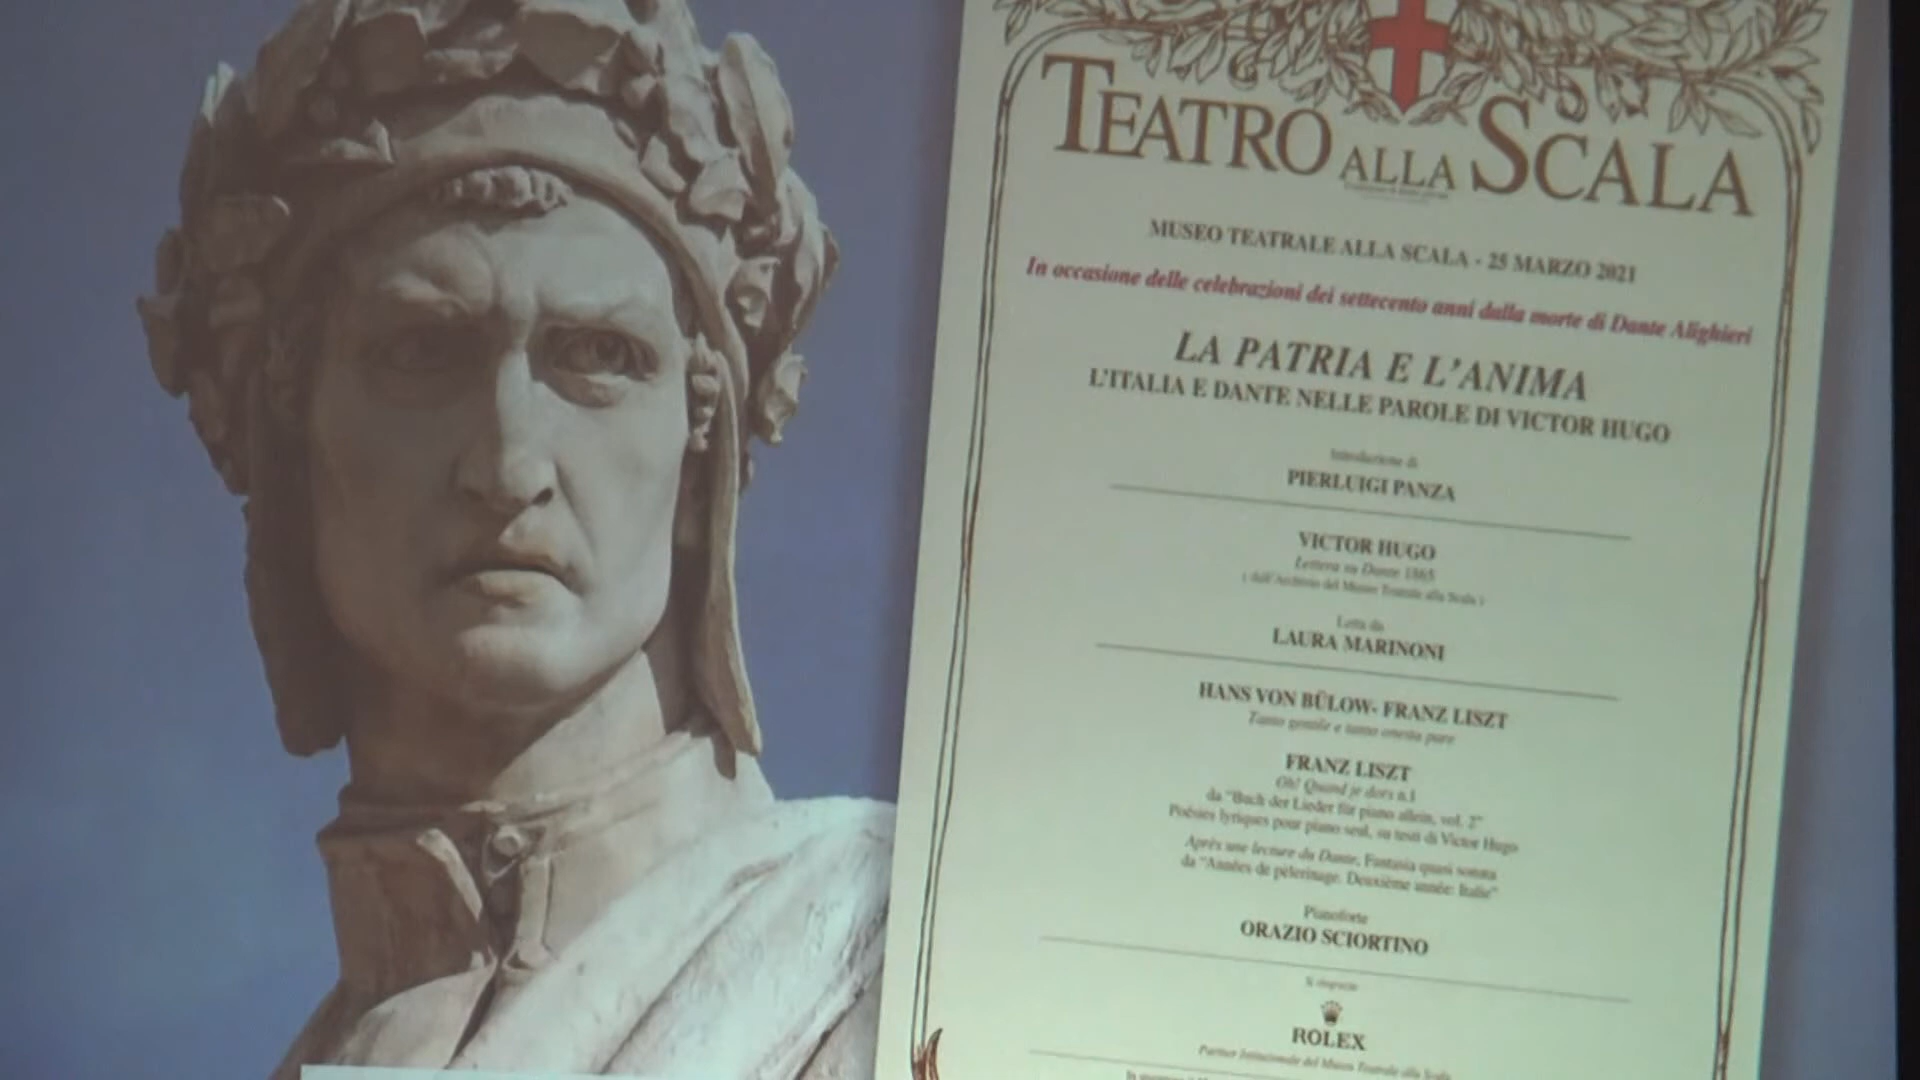 TEATRO ALLA SCALA
MUSEO TEATRALE ALLA SCALA - 25 MARZO 2021
In occasione delle celebrazioni dei settecento anni dalla morte di Dante Alighieri
LA PATRIA E L'ANIMA
L'ITALIA E DANTE NELLE PAROLE DI VICTOR HUGO
Introduzione di
PIERLUIGI PANZA
VICTOR HUGO
Lettera su Dante 1865
( dall'Archivio del Museo Teatrale alla Scala )
Letta da
LAURA MARINONI
HANS VON BÜLOW- FRANZ LISZT
Tanto gentile e tanto onesta pare
FRANZ LISZT
Oh! Quand je dors n.1
da "Buch der Lieder für piano allein, vol. 2"
Poésies lyriques pour piano seul, su testi di Victor Hugo
Après une lecture du Dante, Fantasia quasi sonata
da "Années de pèlerinage. Deuxième année: Italie"
Pianoforte
ORAZIO SCIORTINO
Si ringrazia
ROLEX
Partner Istituzionale del Museo Teatrale alla Scala